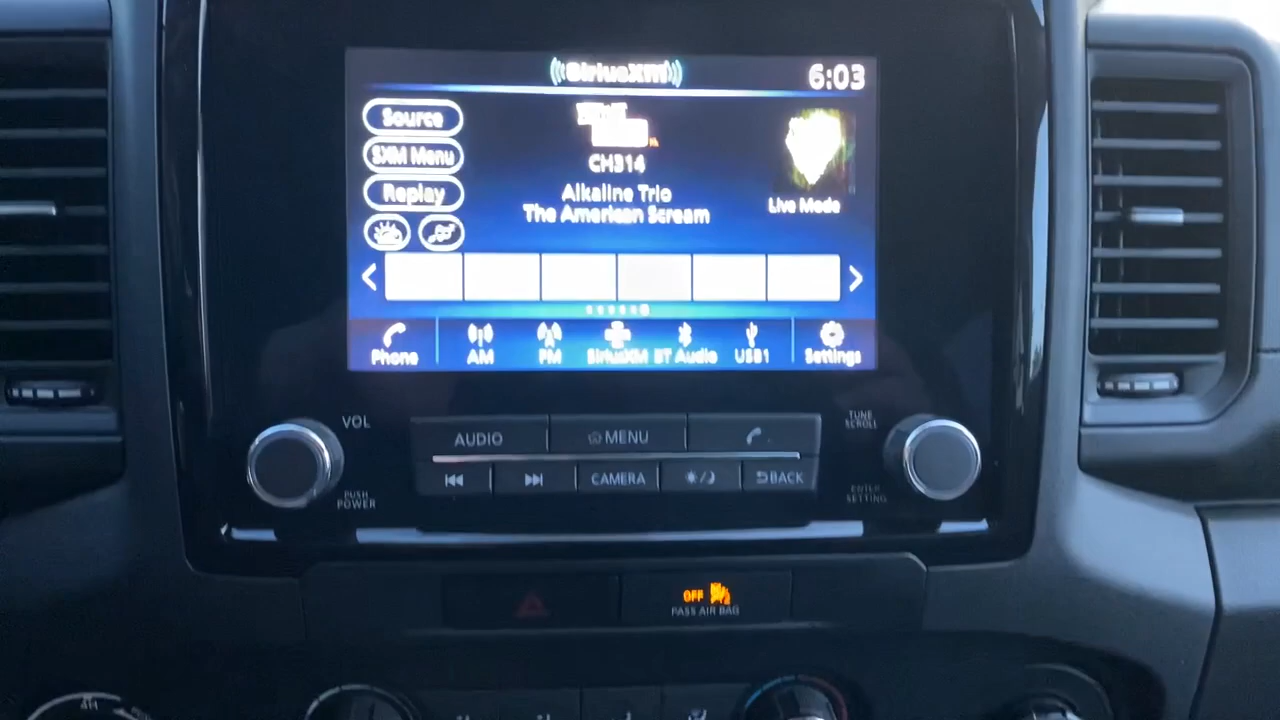 SiriusXM
6:03
Source
SXM Menu
CH314
Replay
Alkaline Trio
The American Scream
Live Mode
Phone
AM
FM
SiriusXM
BT Audio
USB1
Settings
VOL
TUNE
SCROLL
AUDIO
MENU
CAMERA
BACK
PUSH
POWER
ENTER
SETTING
OFF
PASS AIR BAG
4H